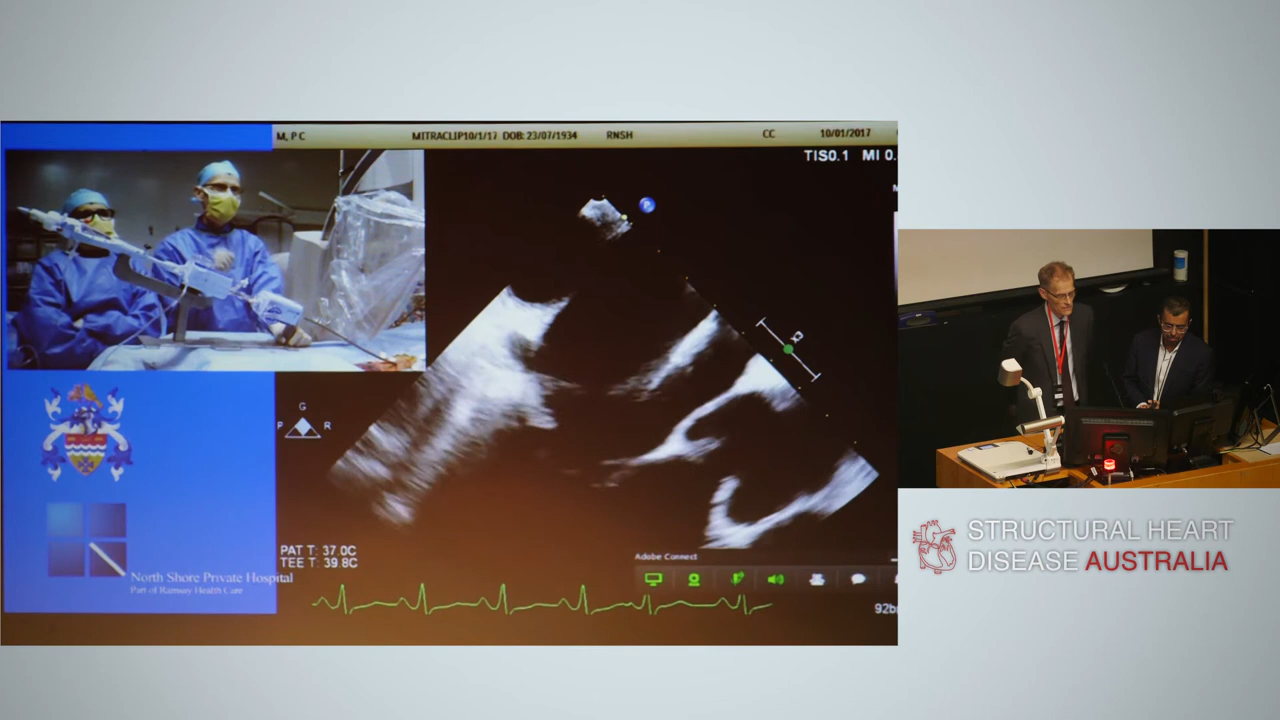 M, P C MITRACLIP10/1/17 DOB: 23/07/1934 RNSH CC 10/01/2017
TIS0.1 MI 0.
P
G
P R
PAT T: 37.0C
TEE T: 39.8C
Adobe Connect
92b
North Shore Private Hospital
Part of Ramsay Health Care
STRUCTURAL HEART
DISEASE AUSTRALIA